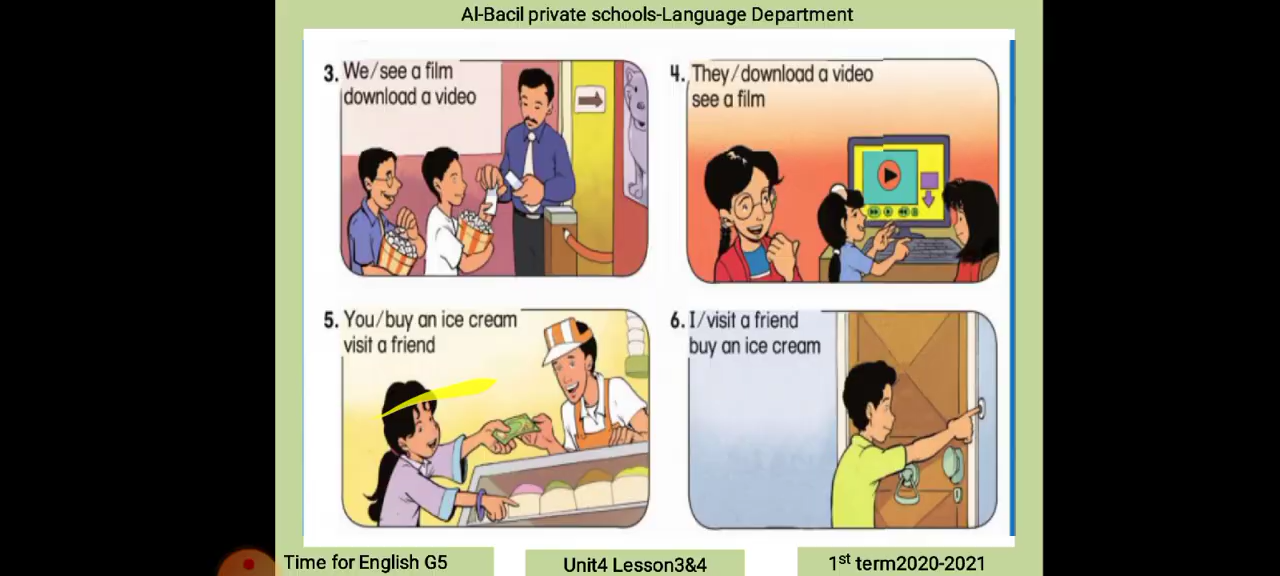 Al-Bacil private schools-Language Department
3. We/see a film
download a video
4. They/download a video
see a film
5. You/buy an ice cream
visit a friend
6. I/visit a friend
buy an ice cream
Time for English G5
Unit4 Lesson3&4
1st term2020-2021